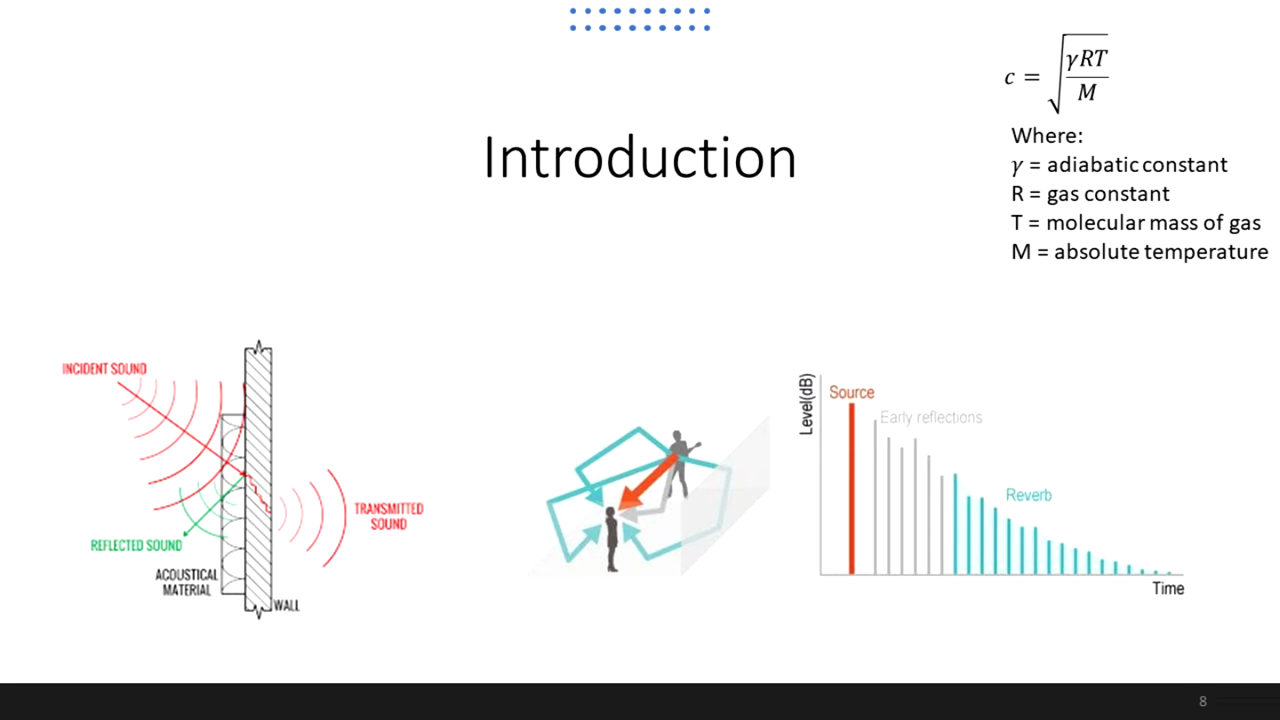 c = √(γRT/M)
Introduction
Where:
γ = adiabatic constant
R = gas constant
T = molecular mass of gas
M = absolute temperature
INCIDENT SOUND
REFLECTED SOUND
TRANSMITTED
SOUND
ACOUSTICAL
MATERIAL
WALL
Level(dB)
Source
Early reflections
Reverb
Time
8